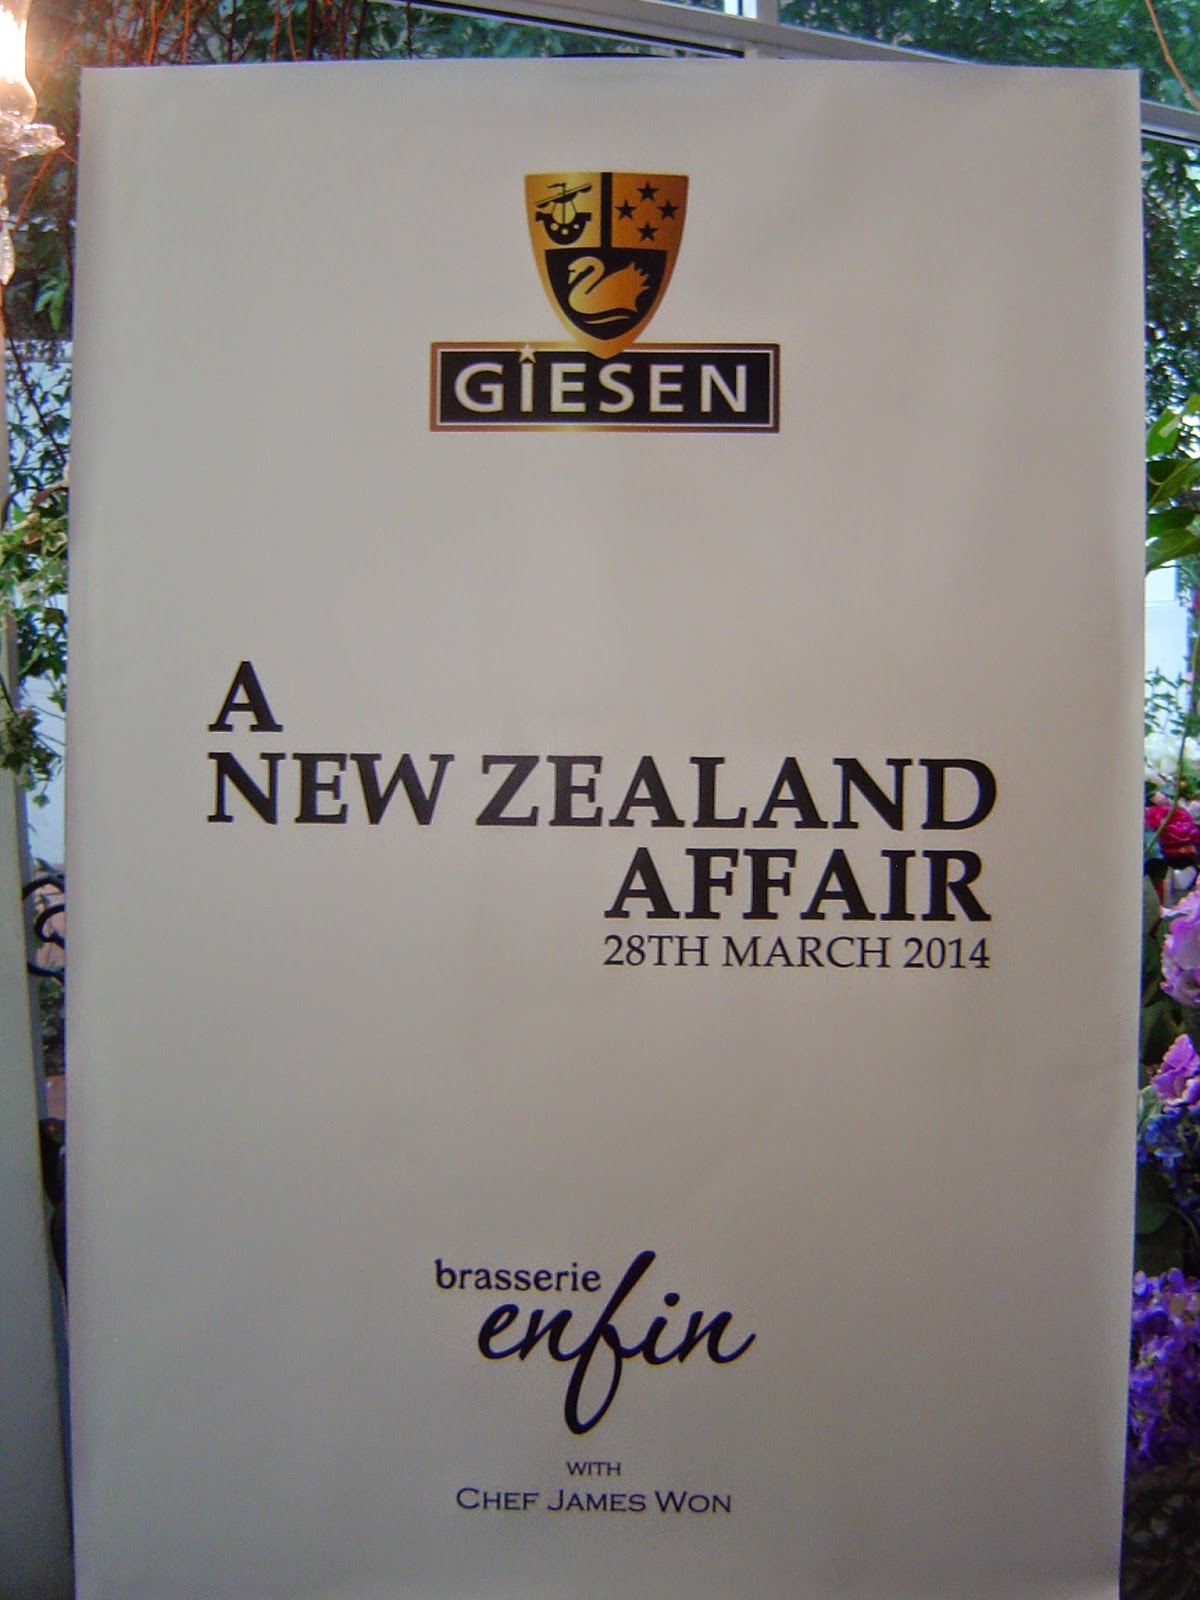 GIESEN
A
NEW ZEALAND
AFFAIR
28TH MARCH 2014
brasserie
enfin
WITH
CHEF JAMES WON